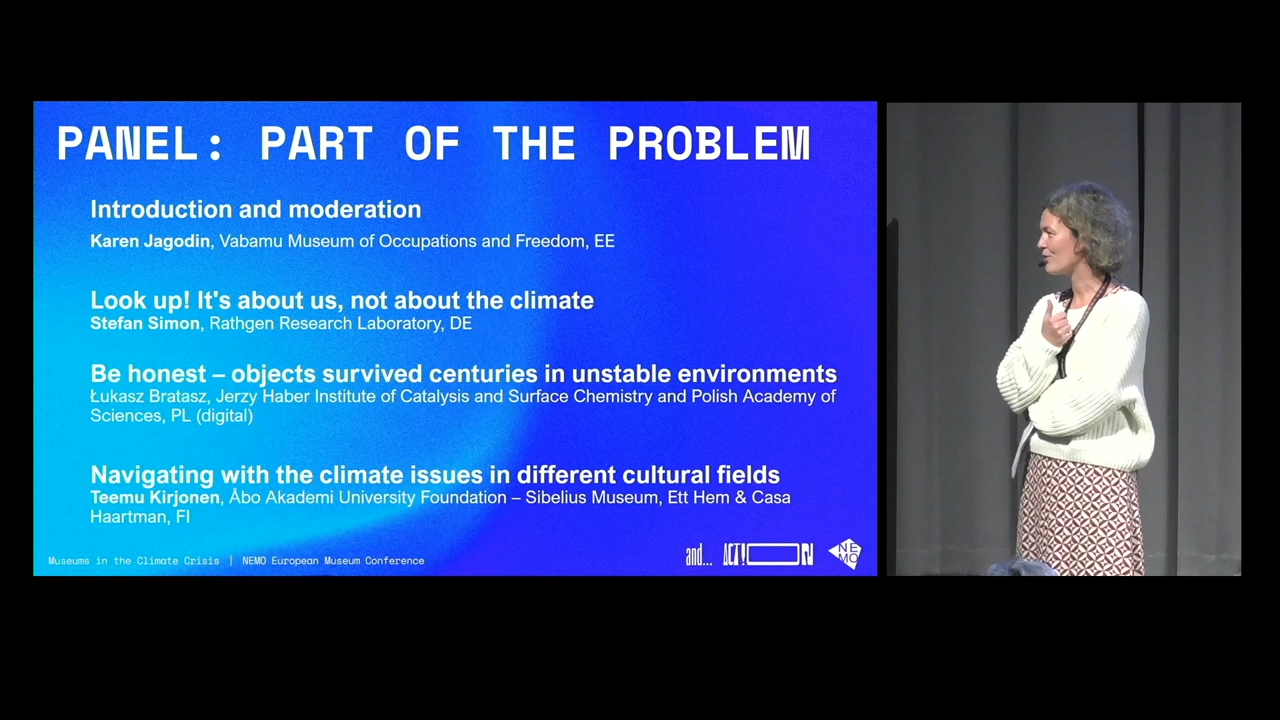 PANEL: PART OF THE PROBLEM
Introduction and moderation
Karen Jagodin, Vabamu Museum of Occupations and Freedom, EE
Look up! It's about us, not about the climate
Stefan Simon, Rathgen Research Laboratory, DE
Be honest – objects survived centuries in unstable environments
Łukasz Bratasz, Jerzy Haber Institute of Catalysis and Surface Chemistry and Polish Academy of
Sciences, PL (digital)
Navigating with the climate issues in different cultural fields
Teemu Kirjonen, Åbo Akademi University Foundation – Sibelius Museum, Ett Hem & Casa
Haartman, FI
Museums in the Climate Crisis | NEMO European Museum Conference
and... ACT!ON
NE
MO